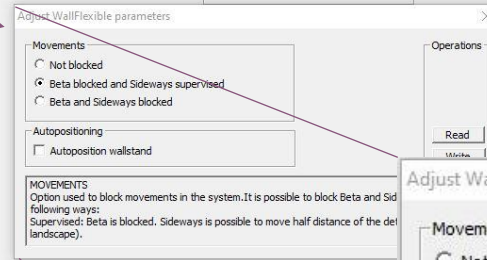 Adjust WallFlexible parameters
Movements
Operations
Not blocked
Beta blocked and Sideways supervised
Beta and Sideways blocked
Autopositioning
Autoposition wallstand
Read
Write
MOVEMENTS
Option used to block movements in the system.It is possible to block Beta and Sid
following ways:
Supervised: Beta is blocked. Sideways is possible to move half distance of the det
landscape).
Adjust Wa
Movem